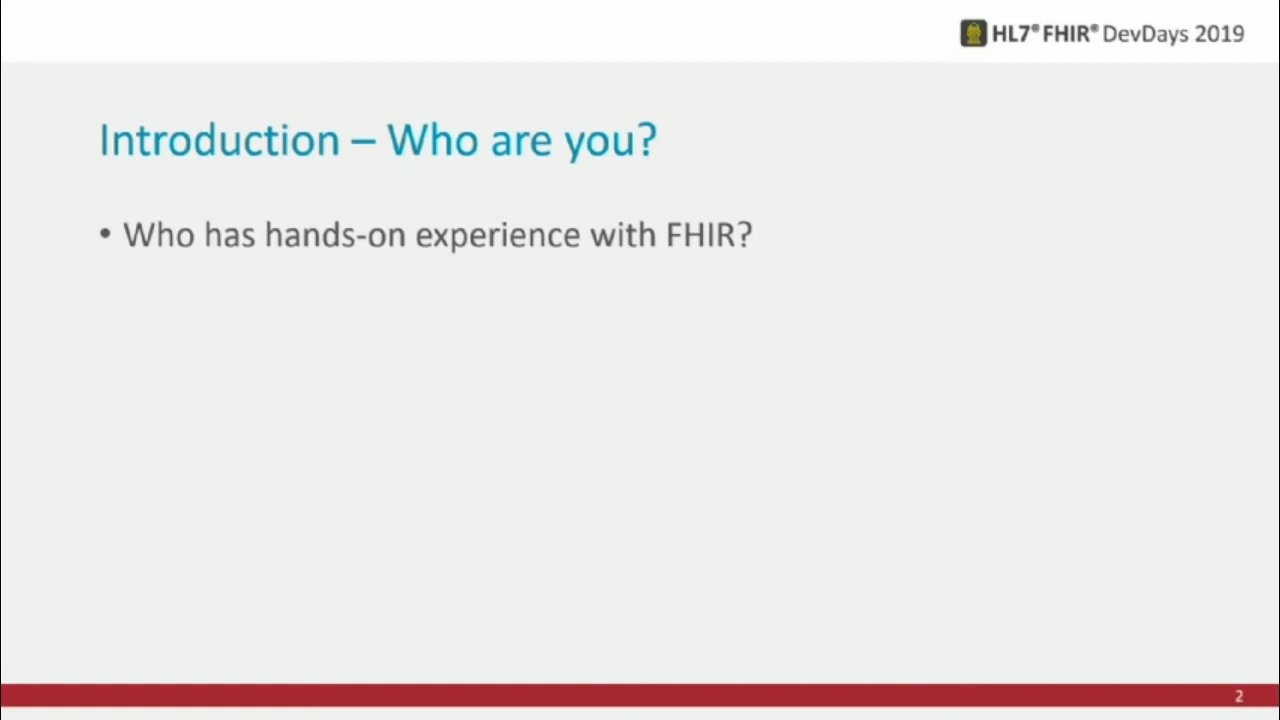 HL7® FHIR® DevDays 2019
Introduction – Who are you?
• Who has hands-on experience with FHIR?
2